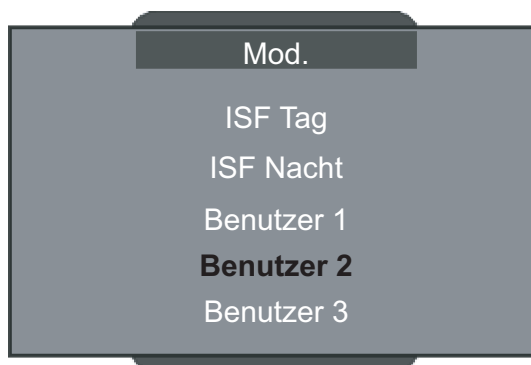 Mod.
ISF Tag
ISF Nacht
Benutzer 1
Benutzer 2
Benutzer 3